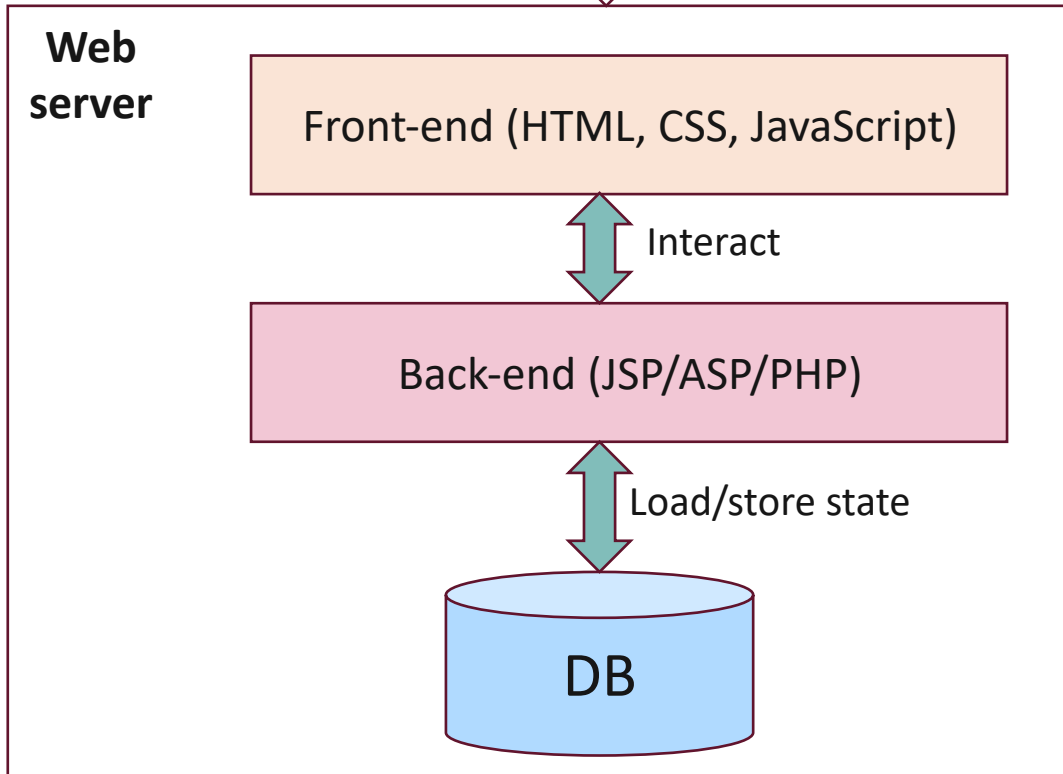 Web
server
Front-end (HTML, CSS, JavaScript)
Interact
Back-end (JSP/ASP/PHP)
Load/store state
DB